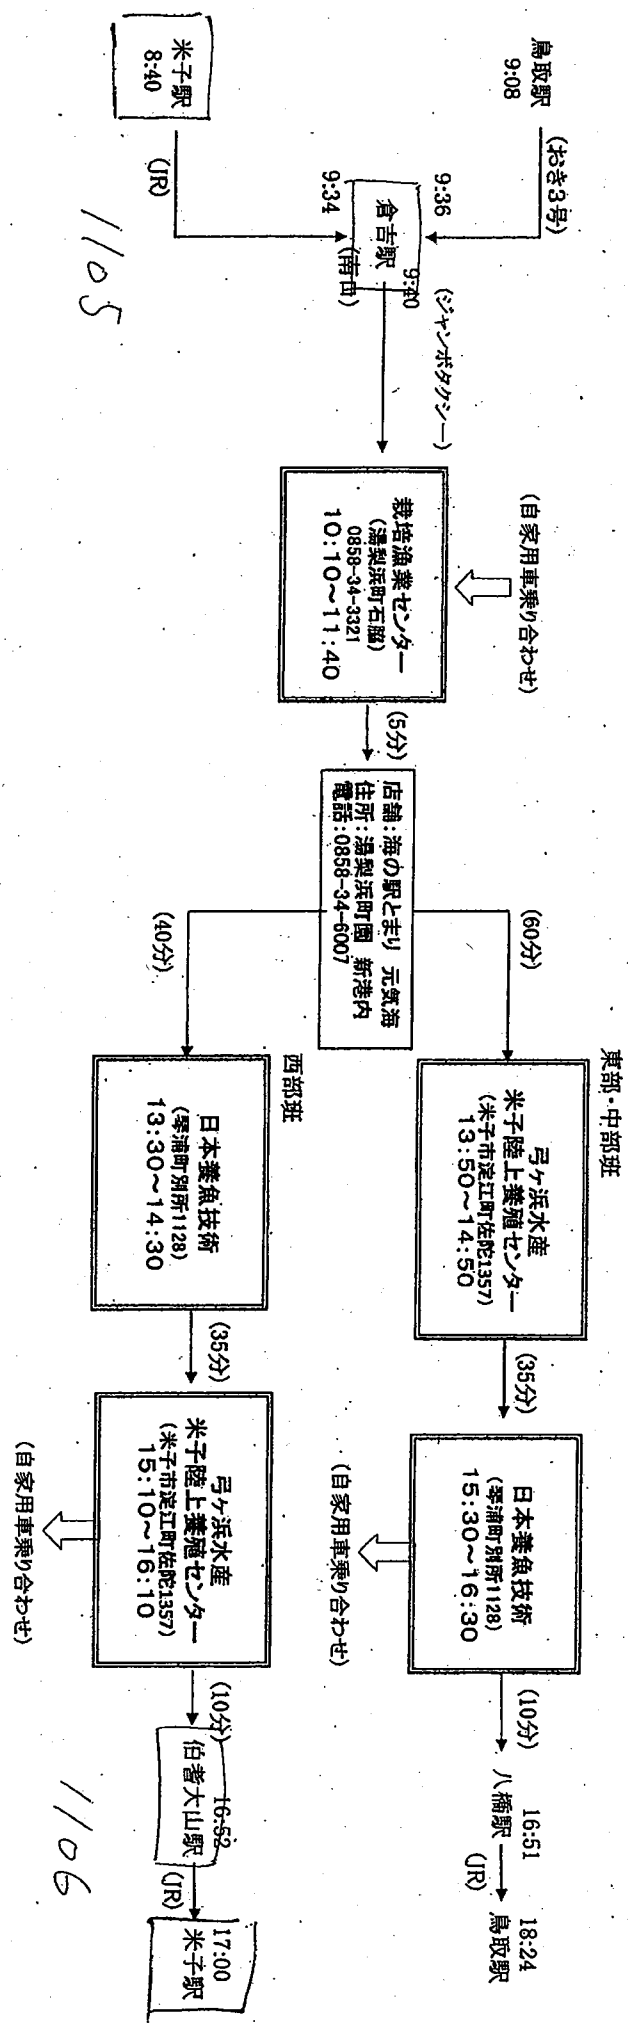 鳥取駅
9:08
(おき3号)
米子駅
8:40
(JR)
9:36
倉吉駅
9:34
(南口)
9:40
(ジャンボタクシー)
1105
(自家用車乗り合わせ)
栽培漁業センター
(湯梨浜町石脇)
0858-34-3321
10:10～11:40
(5分)
店舗:海の駅とまり 元気海
住所:湯梨浜町園 新港内
電話:0858-34-6007
(60分)
(40分)
東部・中部班
弓ヶ浜水産
米子陸上養殖センター
(米子市淀江町佐陀1357)
13:50～14:50
(35分)
日本養魚技術
(琴浦町別所1128)
15:30～16:30
(自家用車乗り合わせ)
(10分)
16:51
八橋駅
(JR)
18:24
鳥取駅
西部班
日本養魚技術
(琴浦町別所1128)
13:30～14:30
(35分)
弓ヶ浜水産
米子陸上養殖センター
(米子市淀江町佐陀1357)
15:10～16:10
(自家用車乗り合わせ)
(10分)
16:52
伯耆大山駅
(JR)
17:00
米子駅
1106